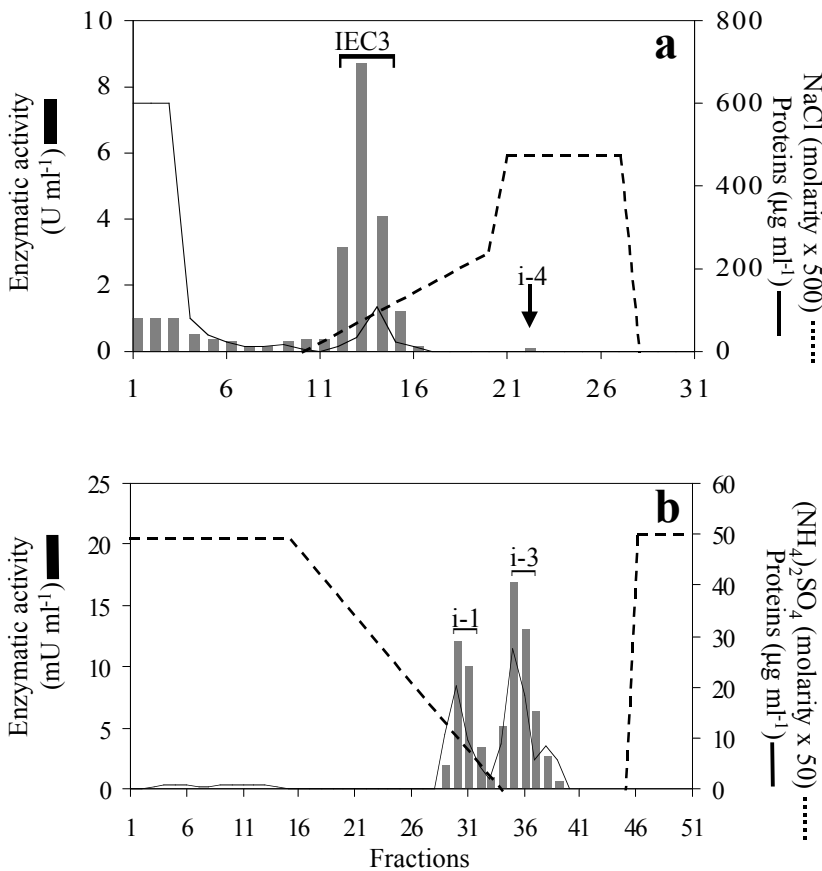 a
IEC3
i-4
Enzymatic activity
(U ml⁻¹)
10
8
6
4
2
0
800
600
400
200
0
NaCl (molarity x 500)
Proteins (μg ml⁻¹)
1 6 11 16 21 26 31
b
i-1
i-3
Enzymatic activity
(mU ml⁻¹)
25
20
15
10
5
0
60
50
40
30
20
10
0
(NH₄)₂SO₄ (molarity x 50)
Proteins (μg ml⁻¹)
1 6 11 16 21 26 31 36 41 46 51
Fractions